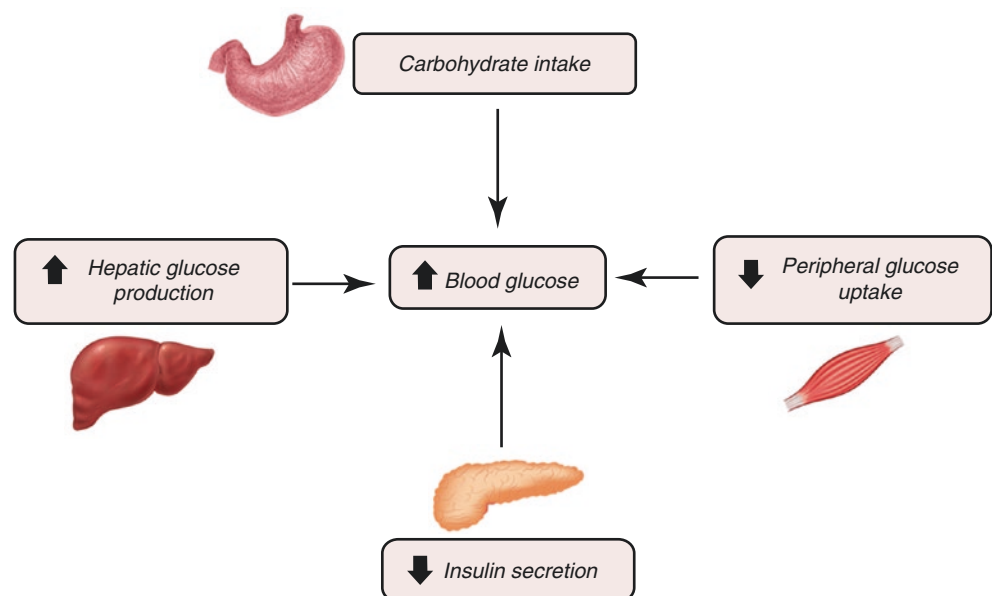 Carbohydrate intake
Hepatic glucose
production
Blood glucose
Peripheral glucose
uptake
Insulin secretion